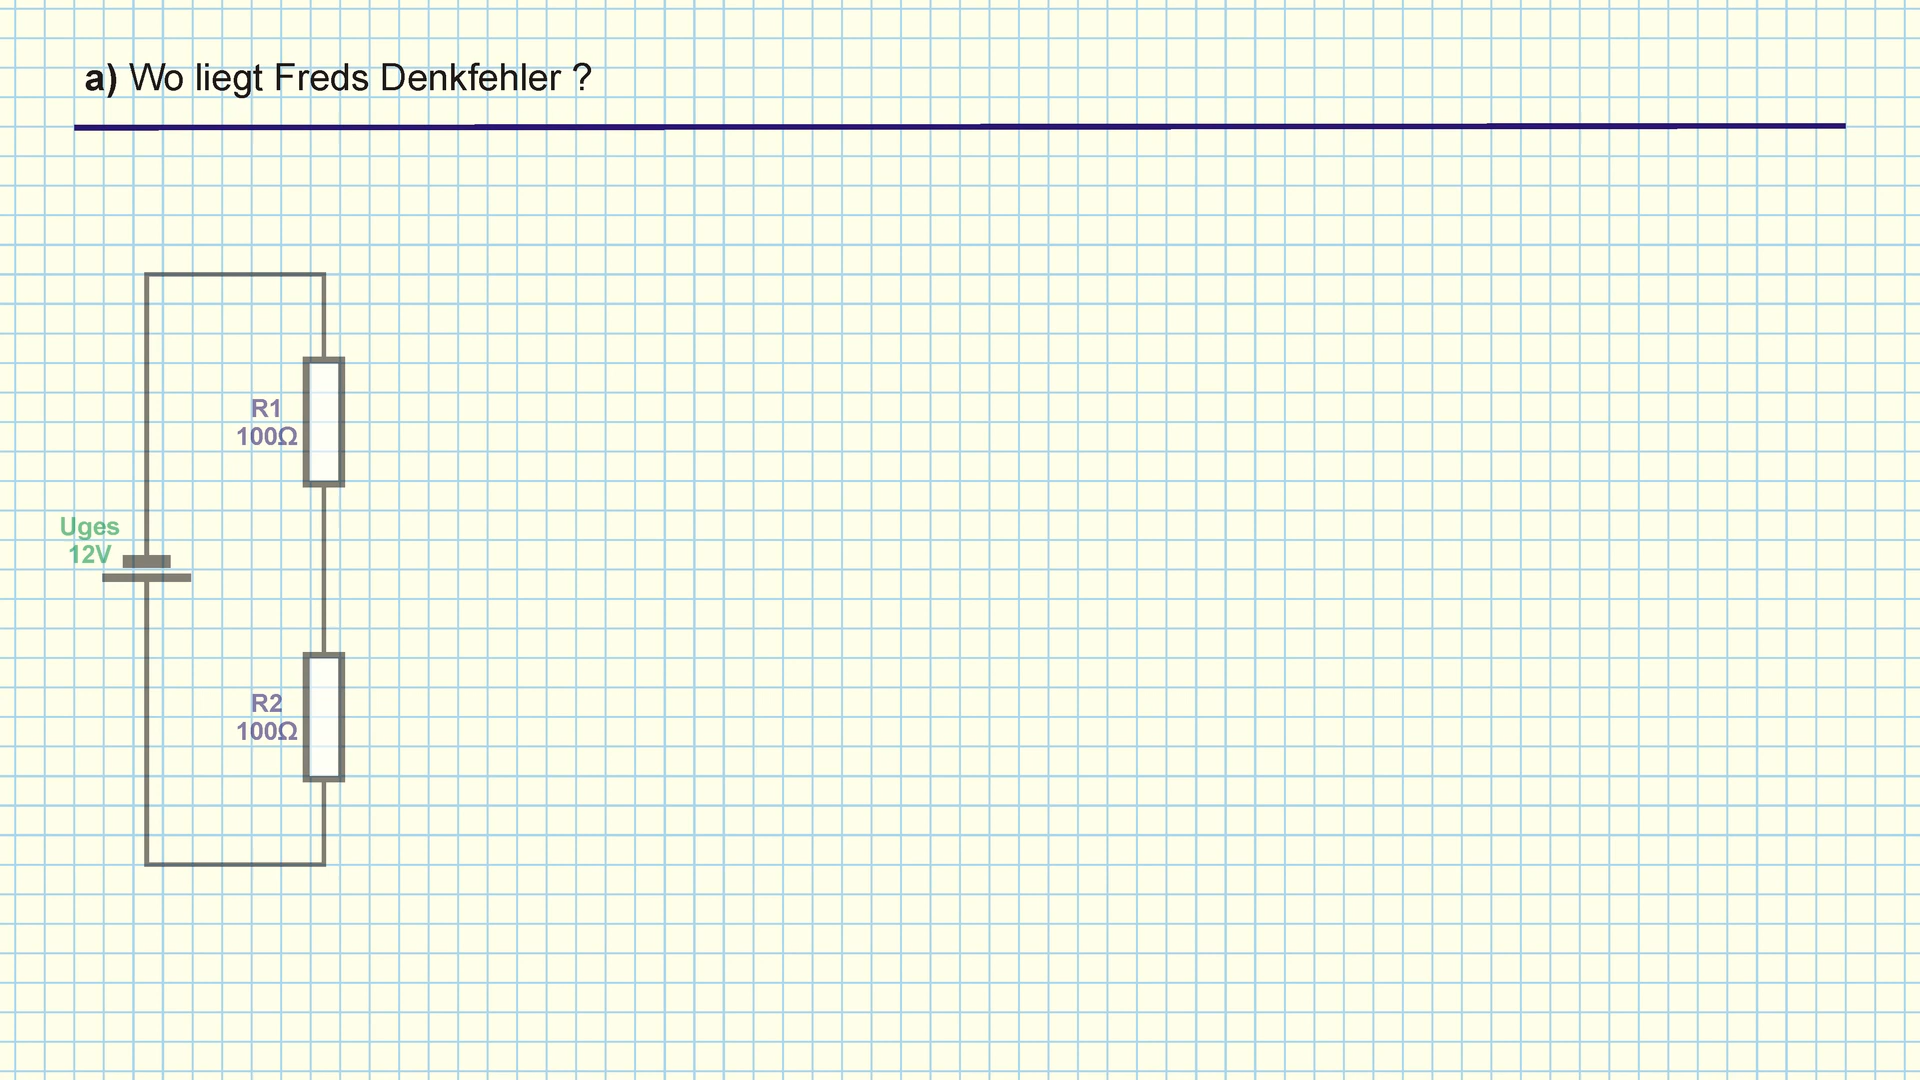 a) Wo liegt Freds Denkfehler ?
R1
100Ω
Uges
12V
R2
100Ω